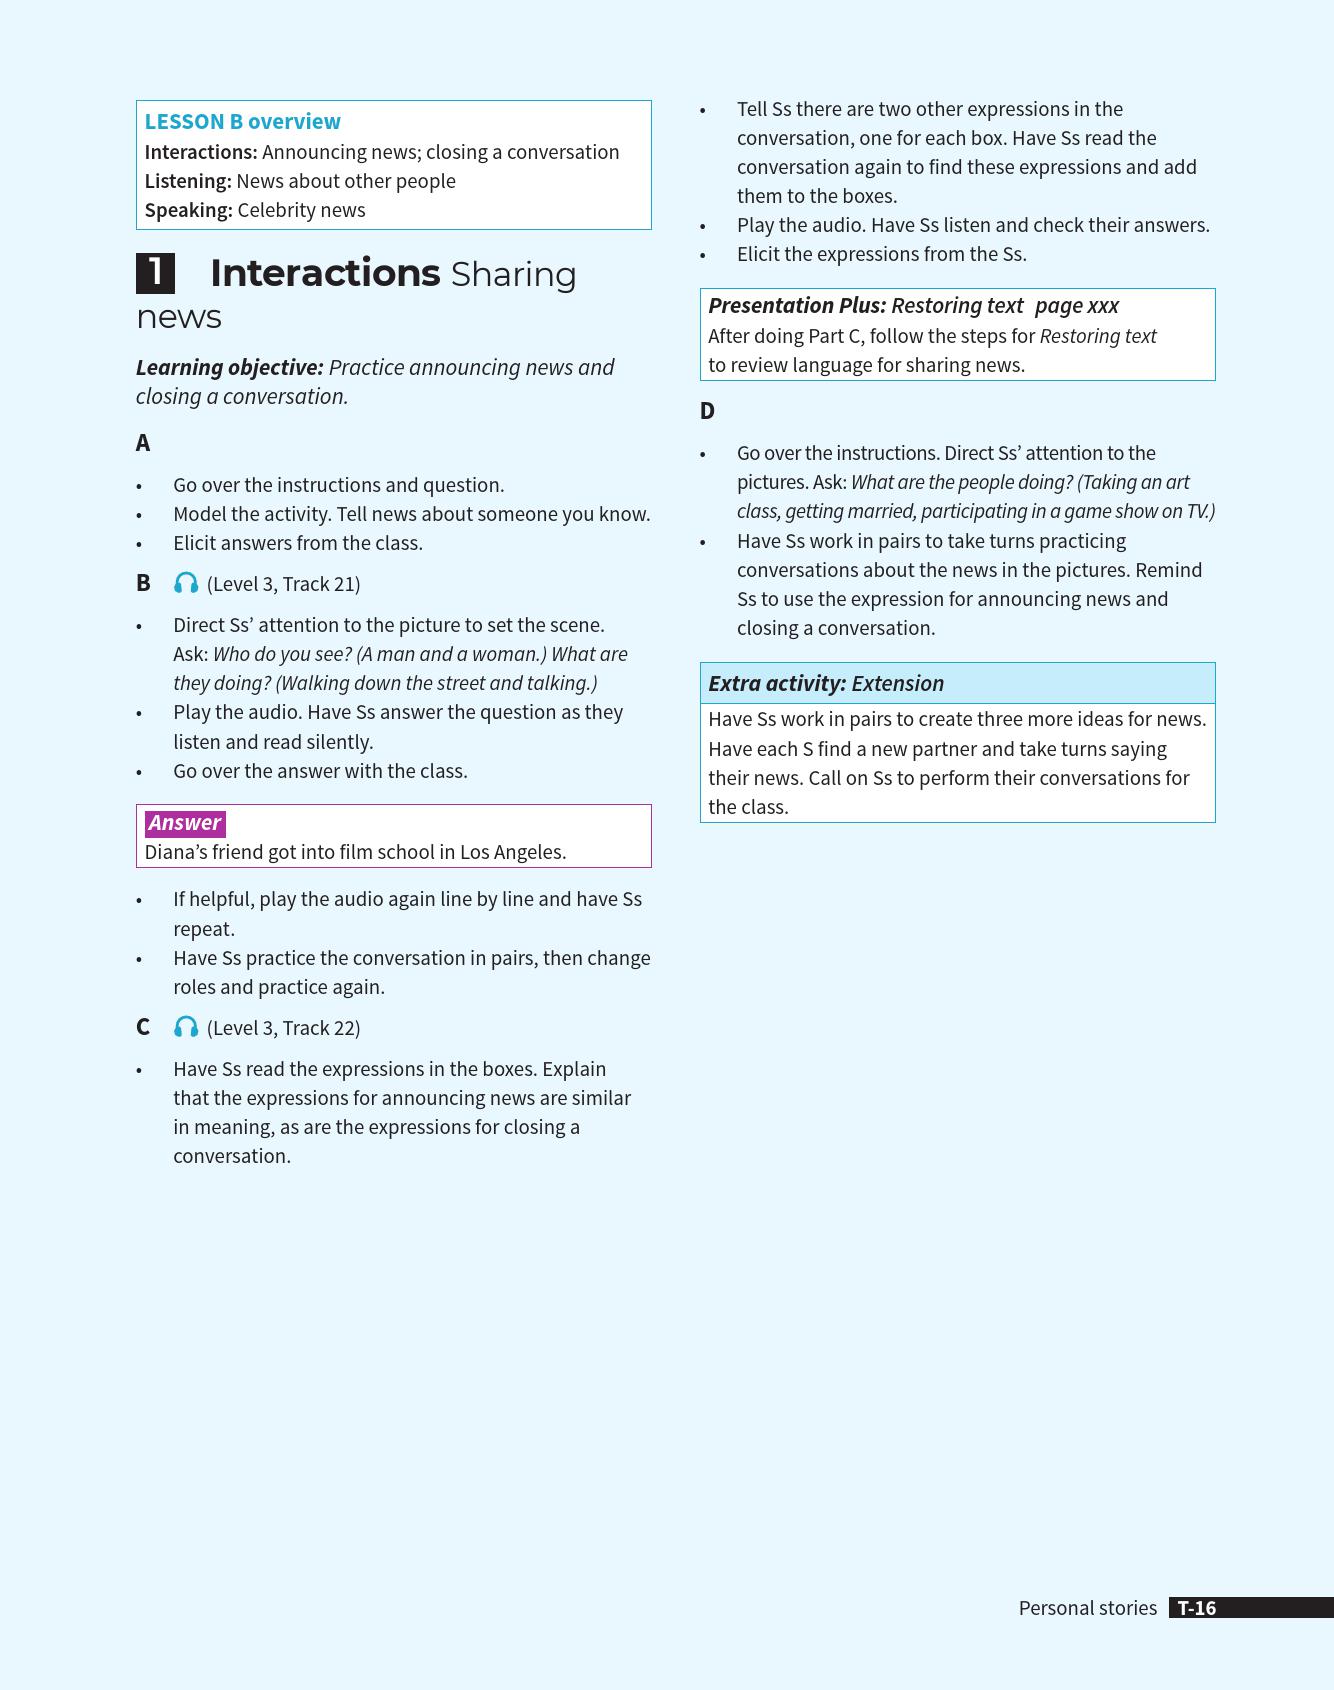 LESSON B overview
Interactions: Announcing news; closing a conversation
Listening: News about other people
Speaking: Celebrity news
1 Interactions Sharing
news
Learning objective: Practice announcing news and
closing a conversation.
A
• Go over the instructions and question.
• Model the activity. Tell news about someone you know.
• Elicit answers from the class.
B (Level 3, Track 21)
• Direct Ss’ attention to the picture to set the scene.
Ask: Who do you see? (A man and a woman.) What are
they doing? (Walking down the street and talking.)
• Play the audio. Have Ss answer the question as they
listen and read silently.
• Go over the answer with the class.
Answer
Diana’s friend got into film school in Los Angeles.
• If helpful, play the audio again line by line and have Ss
repeat.
• Have Ss practice the conversation in pairs, then change
roles and practice again.
C (Level 3, Track 22)
• Have Ss read the expressions in the boxes. Explain
that the expressions for announcing news are similar
in meaning, as are the expressions for closing a
conversation.
• Tell Ss there are two other expressions in the
conversation, one for each box. Have Ss read the
conversation again to find these expressions and add
them to the boxes.
• Play the audio. Have Ss listen and check their answers.
• Elicit the expressions from the Ss.
Presentation Plus: Restoring text page xxx
After doing Part C, follow the steps for Restoring text
to review language for sharing news.
D
• Go over the instructions. Direct Ss’ attention to the
pictures. Ask: What are the people doing? (Taking an art
class, getting married, participating in a game show on TV.)
• Have Ss work in pairs to take turns practicing
conversations about the news in the pictures. Remind
Ss to use the expression for announcing news and
closing a conversation.
Extra activity: Extension
Have Ss work in pairs to create three more ideas for news.
Have each S find a new partner and take turns saying
their news. Call on Ss to perform their conversations for
the class.
Personal stories T-16